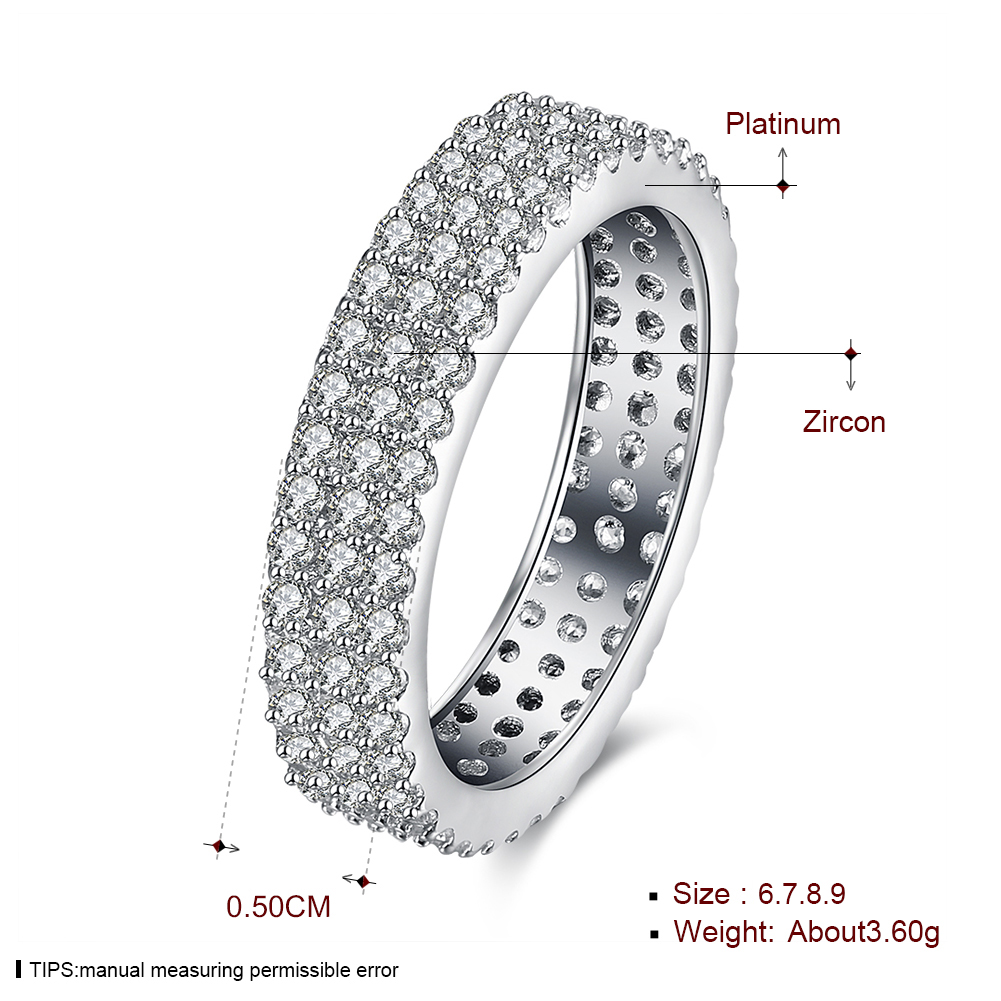 Platinum
Zircon
0.50CM
▪ Size : 6.7.8.9
▪ Weight: About3.60g
TIPS:manual measuring permissible error